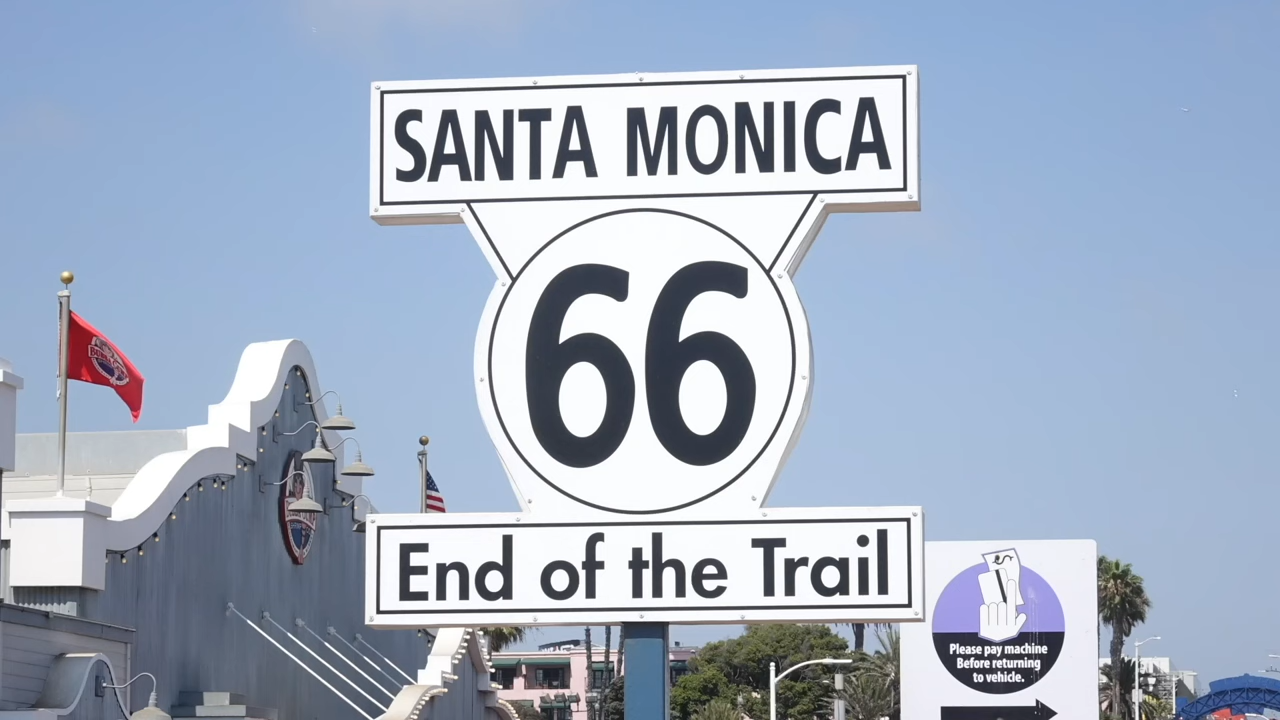 SANTA MONICA
66
End of the Trail
Please pay machine
Before returning
to vehicle.